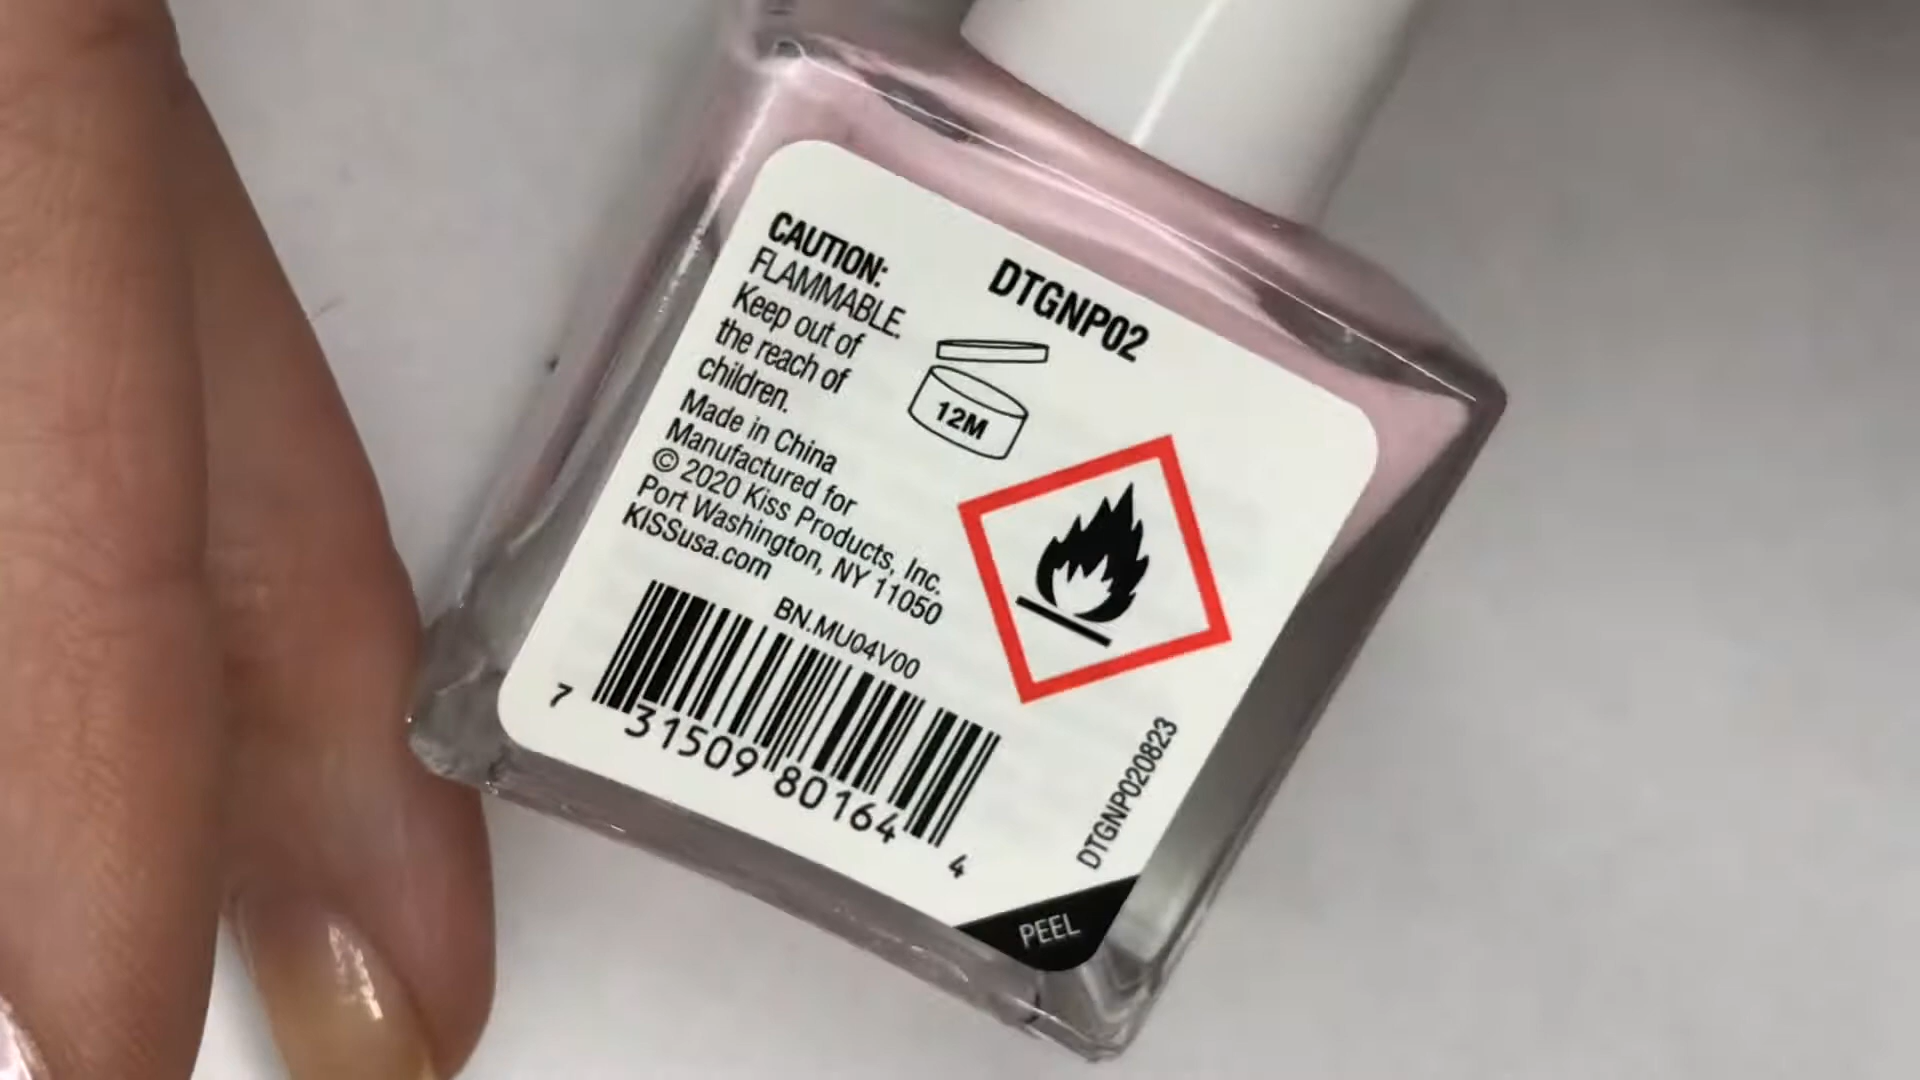 CAUTION:
FLAMMABLE.
Keep out of
the reach of
children.
Made in China
Manufactured for
© 2020 Kiss Products, Inc.
Port Washington, NY 11050
KISSusa.com
DTGNP02
12M
BN.MU04V00
7 31509 80164 4
DTGNP020823
PEEL